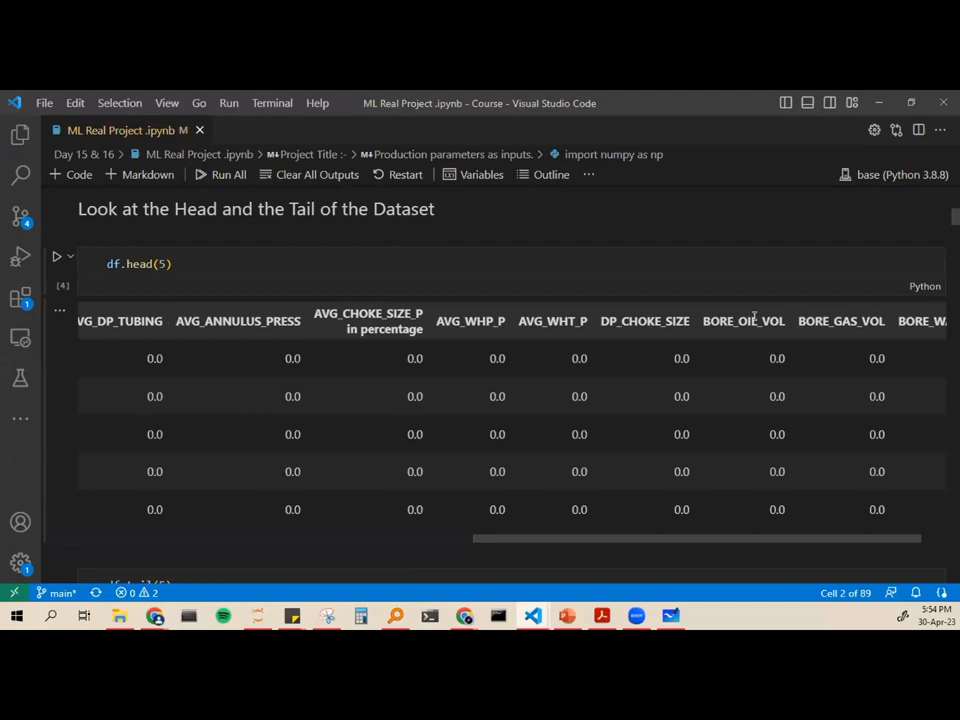 File Edit Selection View Go Run Terminal Help ML Real Project .ipynb - Course - Visual Studio Code
ML Real Project .ipynb M
Day 15 & 16 > ML Real Project .ipynb > Project Title :- > Production parameters as inputs. > import numpy as np
+ Code + Markdown Run All Clear All Outputs Restart Variables Outline ... base (Python 3.8.8)
Look at the Head and the Tail of the Dataset
df.head(5)
[4] Python
VG_DP_TUBING AVG_ANNULUS_PRESS AVG_CHOKE_SIZE_P in percentage AVG_WHP_P AVG_WHT_P DP_CHOKE_SIZE BORE_OIL_VOL BORE_GAS_VOL BORE_WA
0.0 0.0 0.0 0.0 0.0 0.0 0.0 0.0
0.0 0.0 0.0 0.0 0.0 0.0 0.0 0.0
0.0 0.0 0.0 0.0 0.0 0.0 0.0 0.0
0.0 0.0 0.0 0.0 0.0 0.0 0.0 0.0
0.0 0.0 0.0 0.0 0.0 0.0 0.0 0.0
df.tail(5)
4
1
1
main* 0 2 Cell 2 of 89
5:54 PM
30-Apr-23